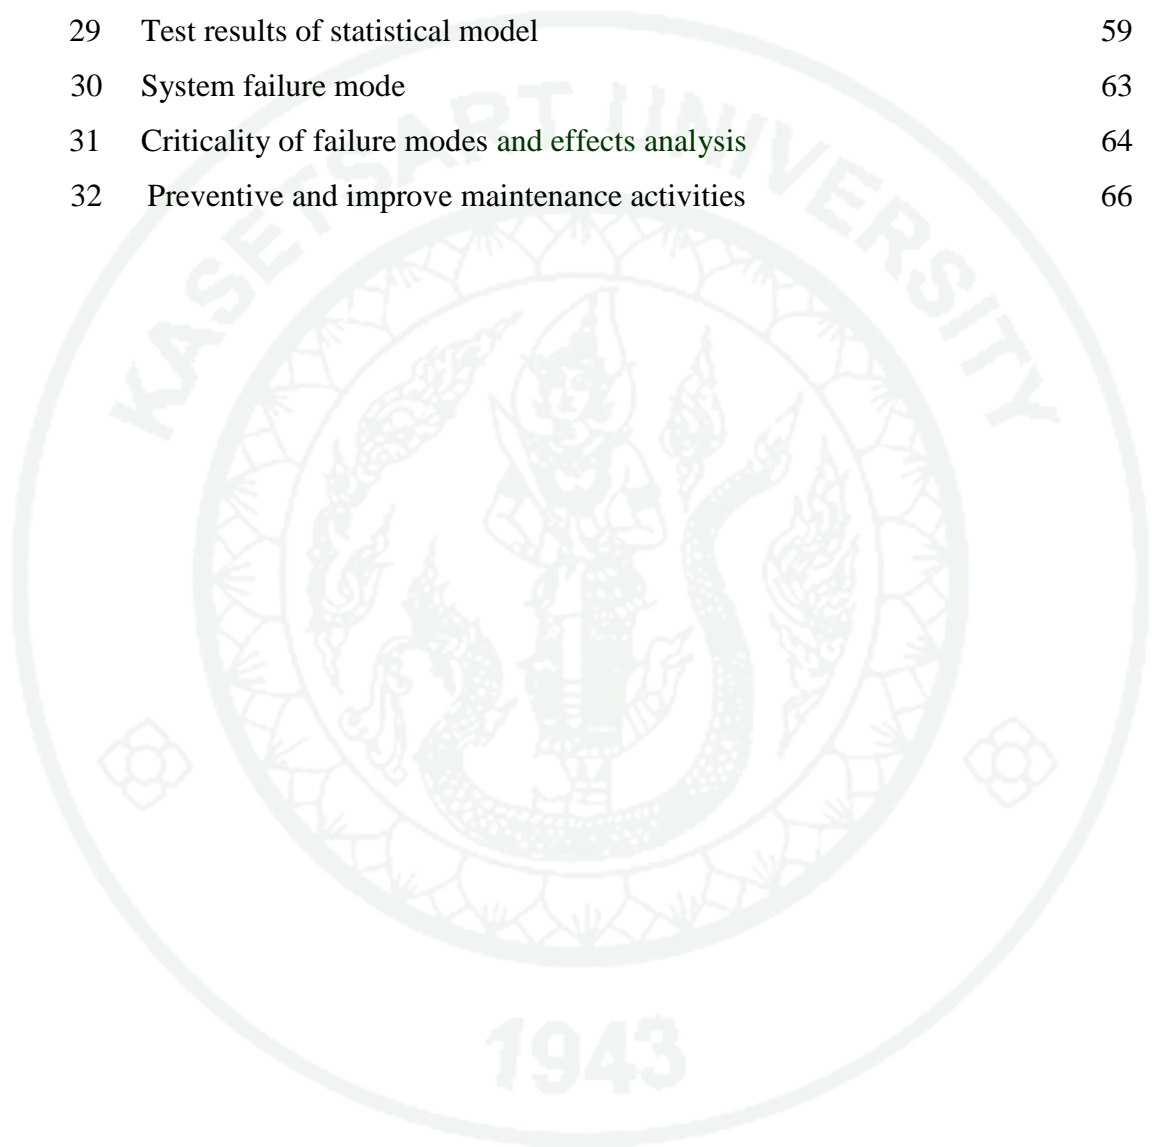 29 Test results of statistical model 59
30 System failure mode 63
31 Criticality of failure modes and effects analysis 64
32 Preventive and improve maintenance activities 66
KASETSART UNIVERSITY
1943